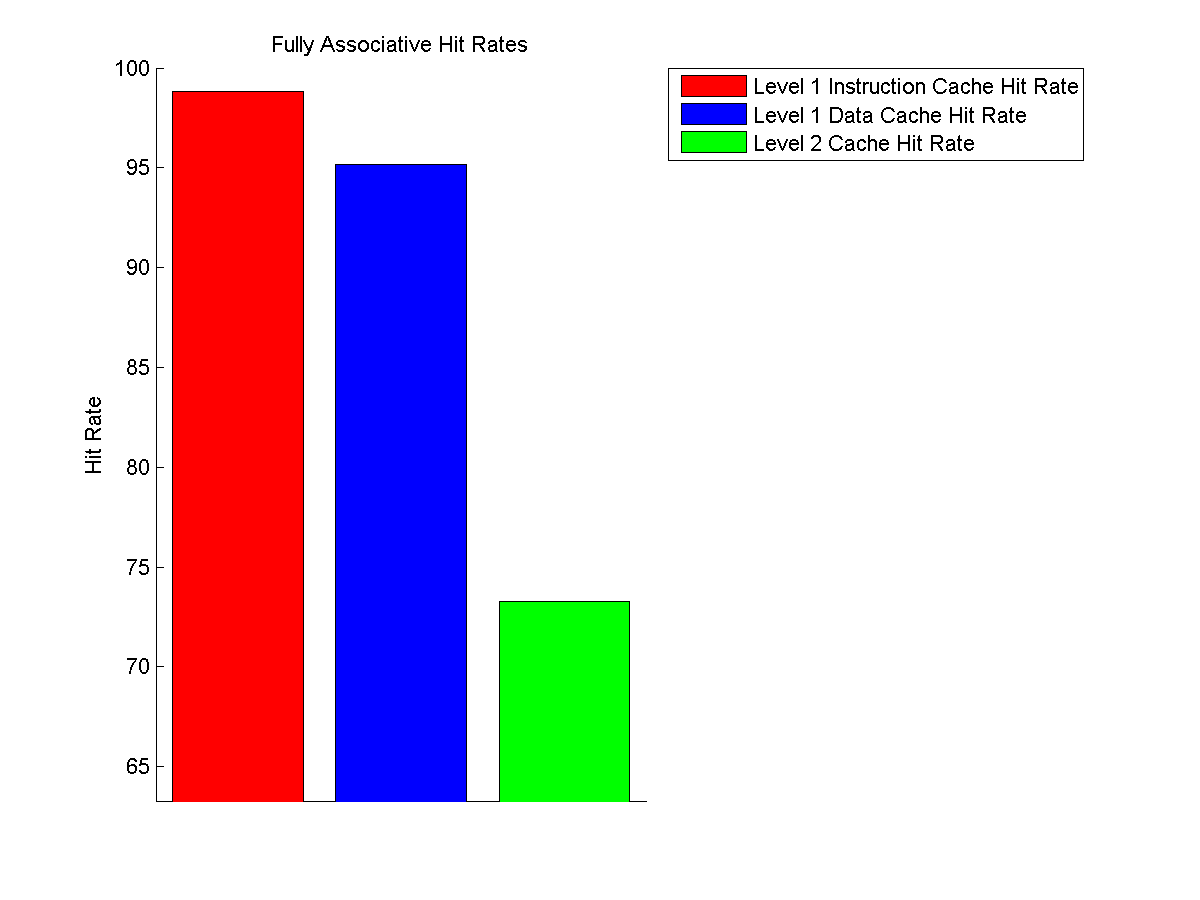 Fully Associative Hit Rates
100
95
90
85
80
75
70
65
Hit Rate
Level 1 Instruction Cache Hit Rate
Level 1 Data Cache Hit Rate
Level 2 Cache Hit Rate